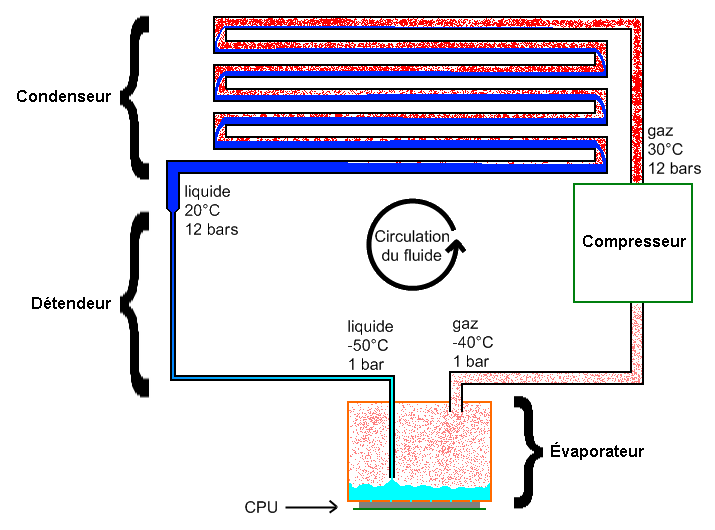 Condenseur
gaz
30°C
12 bars
liquide
20°C
12 bars
Circulation
du fluide
Compresseur
Détendeur
liquide
-50°C
1 bar
gaz
-40°C
1 bar
Évaporateur
CPU